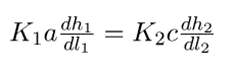 $K_1 a \frac{dh_1}{dl_1} = K_2 c \frac{dh_2}{dl_2}$